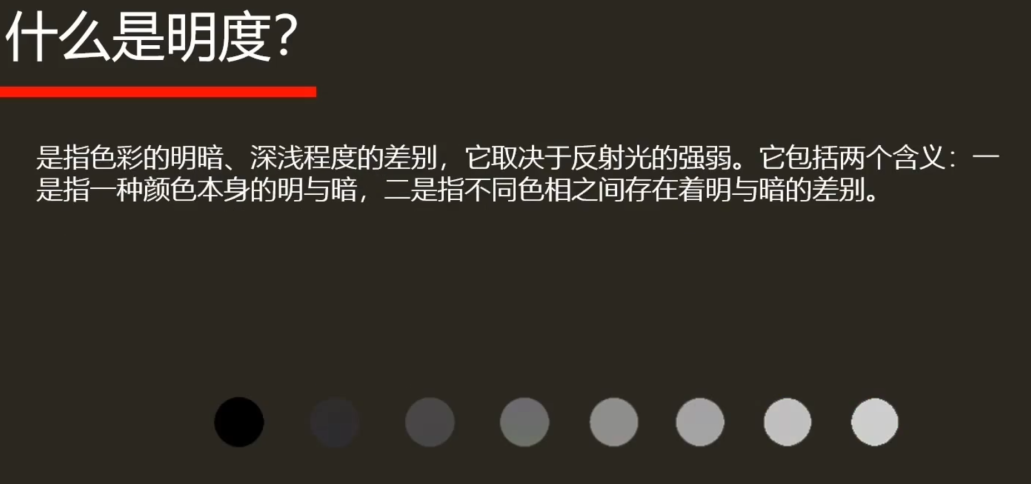 什么是明度？
是指色彩的明暗、深浅程度的差别，它取决于反射光的强弱。它包括两个含义：一
是指一种颜色本身的明与暗，二是指不同色相之间存在着明与暗的差别。